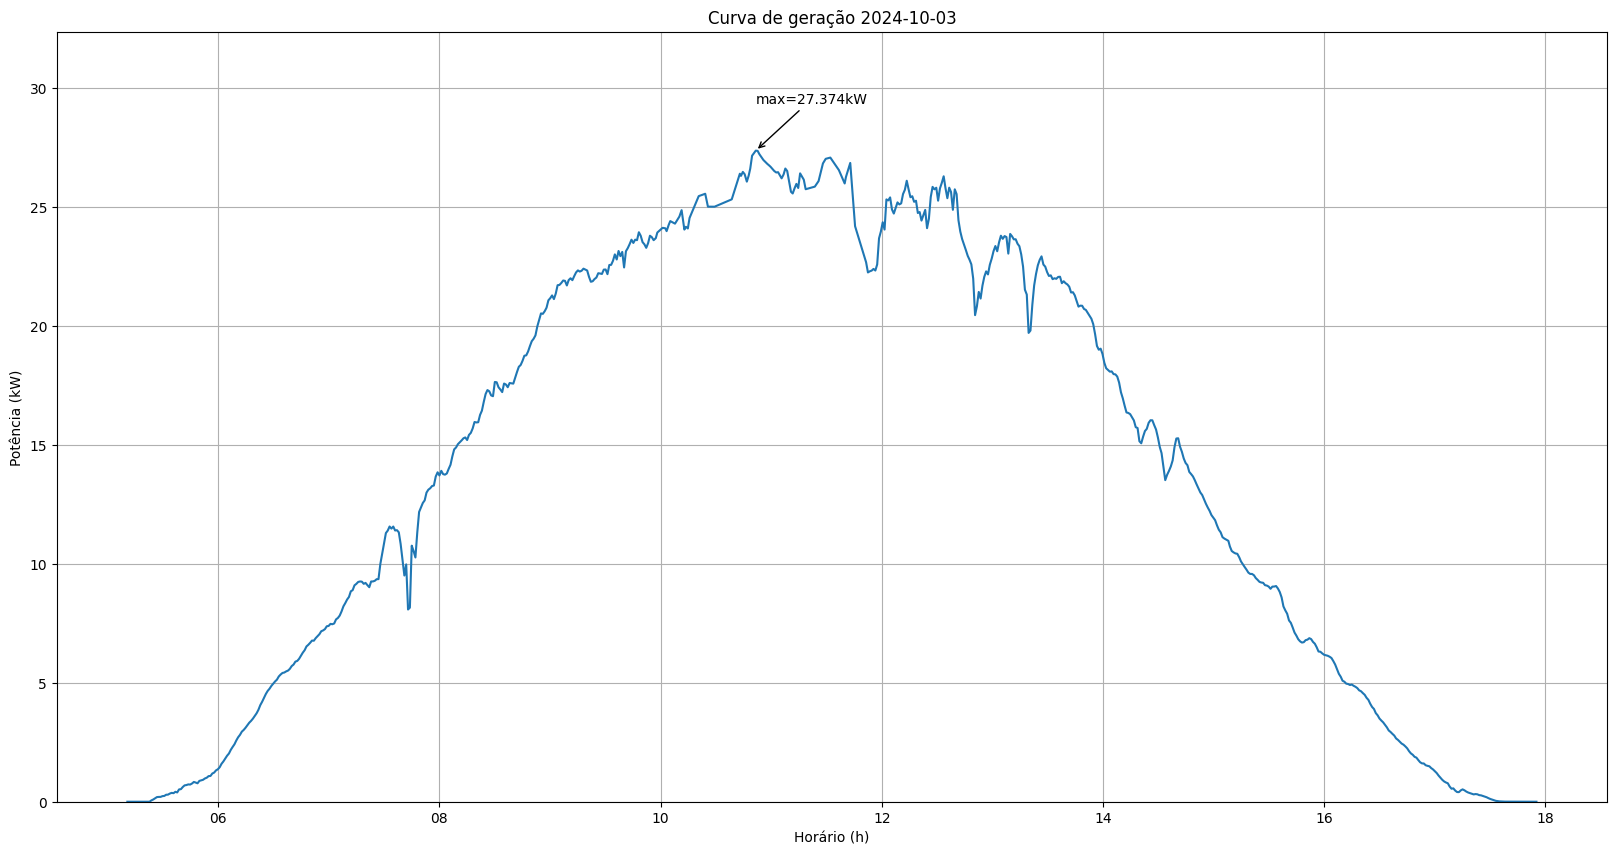 Curva de geração 2024-10-03
30
max=27.374kW
25
20
15
10
5
0
Potência (kW)
06 08 10 12 14 16 18
Horário (h)